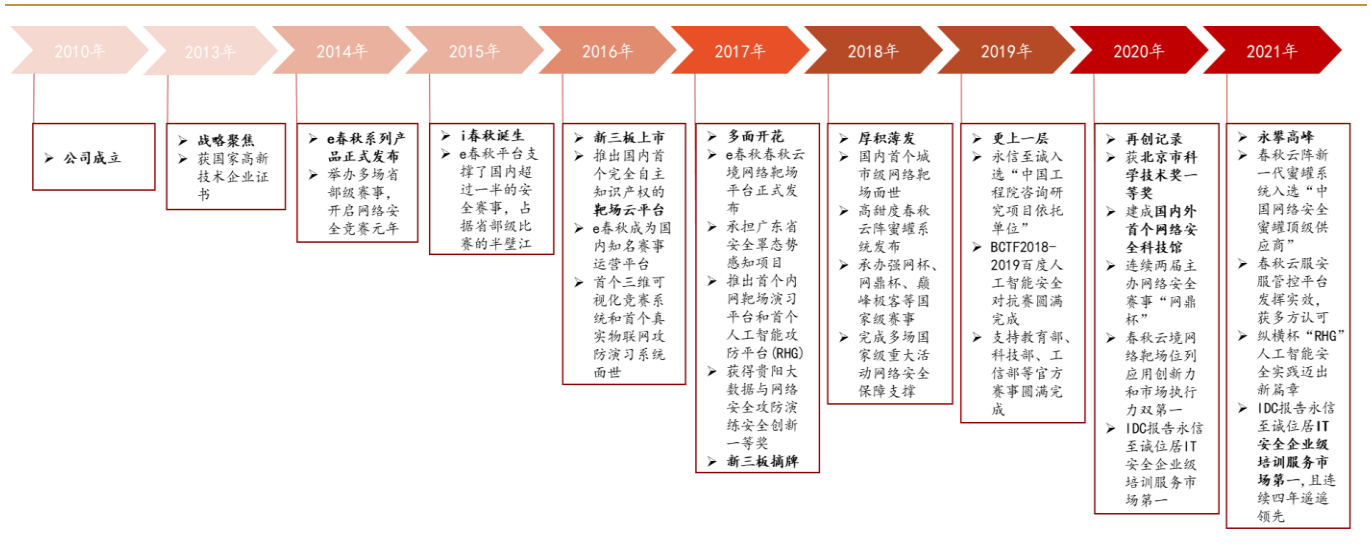 2010年
2013年
2014年
2015年
2016年
2017年
2018年
2019年
2020年
2021年
➢ 公司成立
➢ 战略聚焦
➢ 获国家高新
技术企业证
书
➢ e春秋系列产
品正式发布
➢ 举办多场省
部级赛事，
开启网络安
全竞赛元年
➢ i春秋诞生
➢ e春秋平台支
撑了国内超
过一半的安
全赛事，占
据省部级比
赛的半壁江
➢ 新三板上市
➢ 推出国内首
个完全自主
知识产权的
靶场云平台
➢ e春秋成为国
内知名赛事
运营平台
➢ 首个三维可
视化竞赛系
统和首个真
实物联网攻
防演习系统
面世
➢ 多面开花
➢ e春秋春秋云
境网络靶场
平台正式发
布
➢ 承担广东省
安全罩态势
感知项目
➢ 推出首个内
网靶场演习
平台和首个
人工智能攻
防平台(RHG)
➢ 获得贵阳大
数据与网络
安全攻防演
练安全创新
一等奖
➢ 新三板摘牌
➢ 厚积薄发
➢ 国内首个城
市级网络靶
场面世
➢ 高甜度春秋
云阵蜜罐系
统发布
➢ 承办强网杯、
网鼎杯、巅
峰极客等国
家级赛事
➢ 完成多场国
家级重大活
动网络安全
保障支撑
➢ 更上一层
➢ 永信至诚入
选“中国工
程院咨询研
究项目依托
单位”
➢ BCTF2018-
2019百度人
工智能安全
对抗赛圆满
完成
➢ 支持教育部、
科技部、工
信部等官方
赛事圆满完
成
➢ 再创记录
➢ 获北京市科
学技术奖一
等奖
➢ 建成国内外
首个网络安
全科技馆
➢ 连续两届主
办网络安全
赛事“网鼎
杯”
➢ 春秋云境网
络靶场位列
应用创新力
和市场执行
力双第一
➢ IDC报告永信
至诚位居IT
安全企业级
培训服务市
场第一
➢ 永攀高峰
➢ 春秋云阵新
一代蜜罐系
统入选“中
国网络安全
蜜罐顶级供
应商”
➢ 春秋云服安
服管控平台
发挥实效，
获多方认可
➢ 纵横杯“RHG”
人工智能安
全实践迈出
新篇章
➢ IDC报告永信
至诚位居IT
安全企业级
培训服务市
场第一,且连
续四年遥遥
领先